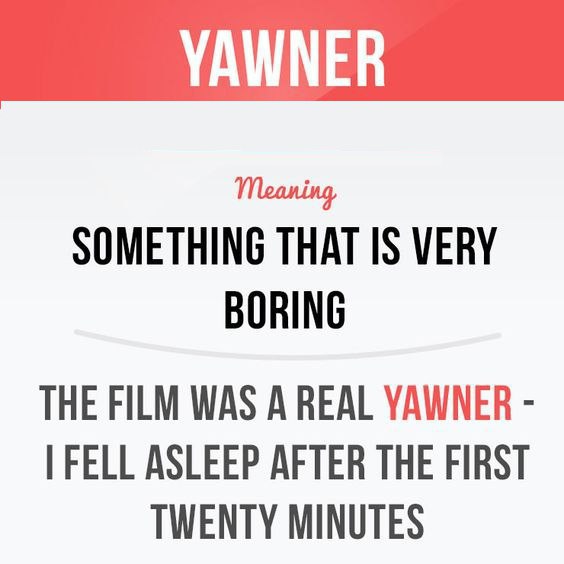 YAWNER
Meaning
SOMETHING THAT IS VERY
BORING
THE FILM WAS A REAL YAWNER -
I FELL ASLEEP AFTER THE FIRST
TWENTY MINUTES